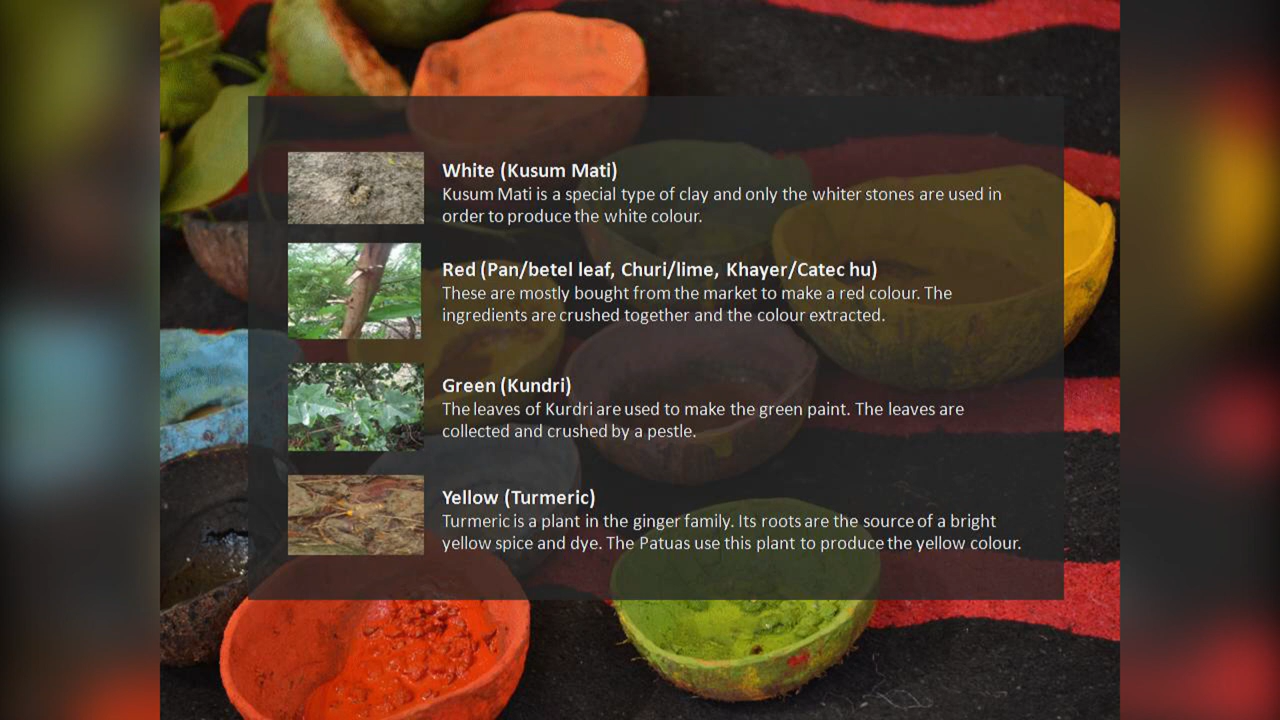 White (Kusum Mati)
Kusum Mati is a special type of clay and only the whiter stones are used in
order to produce the white colour.
Red (Pan/betel leaf, Churi/lime, Khayer/Catec hu)
These are mostly bought from the market to make a red colour. The
ingredients are crushed together and the colour extracted.
Green (Kundri)
The leaves of Kurdri are used to make the green paint. The leaves are
collected and crushed by a pestle.
Yellow (Turmeric)
Turmeric is a plant in the ginger family. Its roots are the source of a bright
yellow spice and dye. The Patuas use this plant to produce the yellow colour.